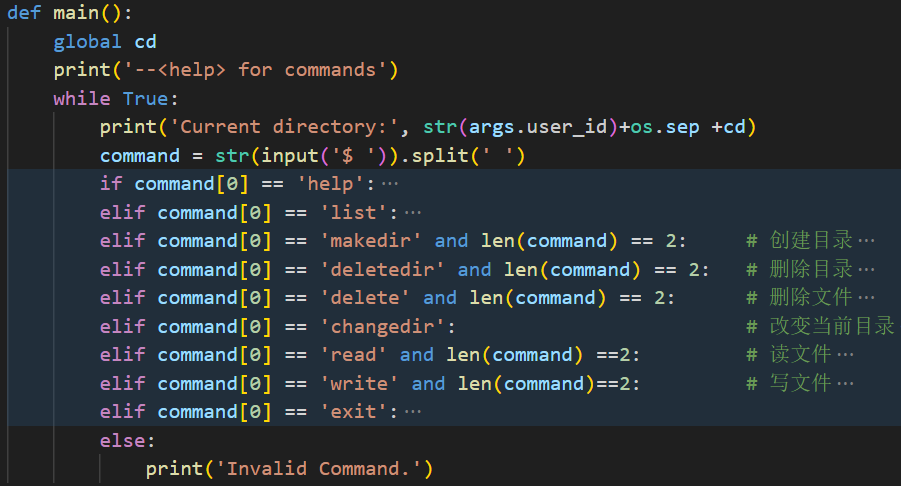 def main():
    global cd
    print('--<help> for commands')
    while True:
        print('Current directory:', str(args.user_id)+os.sep +cd)
        command = str(input('$ ')).split(' ')
        if command[0] == 'help':···
        elif command[0] == 'list':···
        elif command[0] == 'makedir' and len(command) == 2:     # 创建目录···
        elif command[0] == 'deletedir' and len(command) == 2:   # 删除目录···
        elif command[0] == 'delete' and len(command) == 2:      # 删除文件···
        elif command[0] == 'changedir':                         # 改变当前目录
        elif command[0] == 'read' and len(command) ==2:         # 读文件···
        elif command[0] == 'write' and len(command)==2:         # 写文件···
        elif command[0] == 'exit':···
        else:
            print('Invalid Command.')